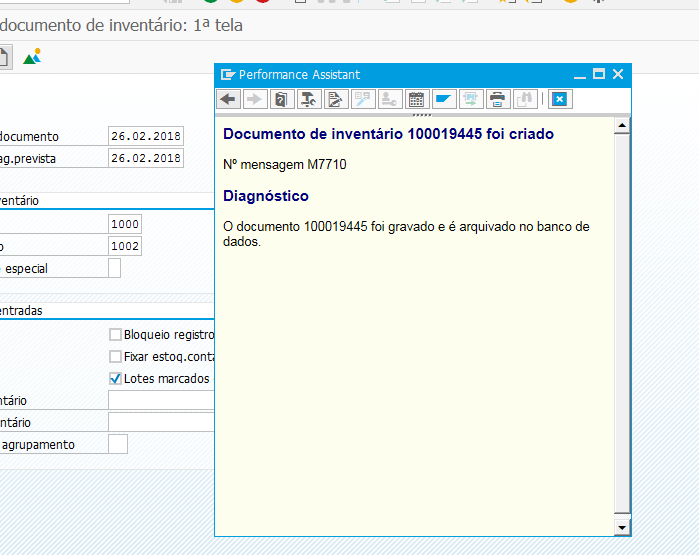 documento de inventário: 1ª tela
Performance Assistant
documento 26.02.2018
ag.prevista 26.02.2018
ventário
1000
1002
especial
entradas
Bloqueio registro
Fixar estoq.cont
Lotes marcados
ntário
entário
agrupamento
Documento de inventário 100019445 foi criado
Nº mensagem M7710
Diagnóstico
O documento 100019445 foi gravado e é arquivado no banco de
dados.